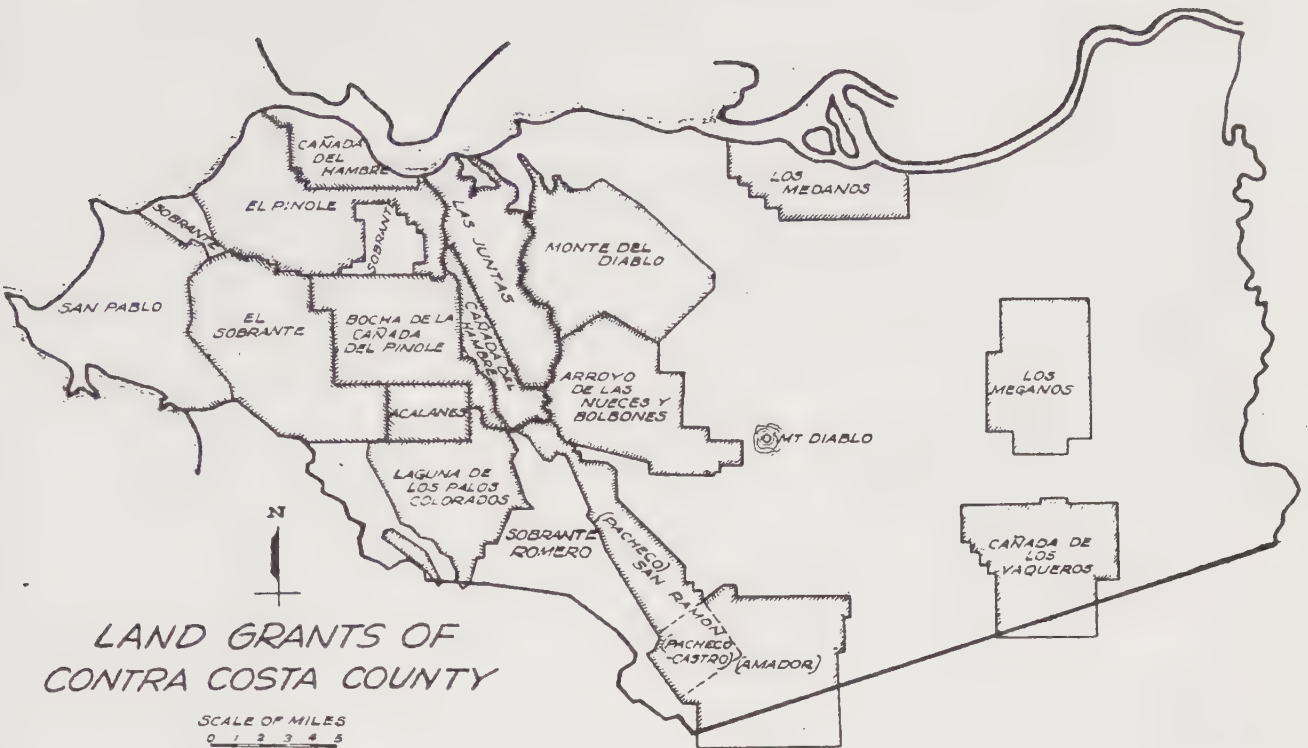 CAÑADA
DEL
HAMBRE
LOS
MEDANOS
EL PINOLE
SOBRANTE
SOBRANT
LAS JUNTAS
MONTE DEL
DIABLO
SAN PABLO
EL
SOBRANTE
BOCHA DE LA
CAÑADA
DEL PINOLE
CAÑADA DEL
HAMBRE
ARROYO
DE LAS
NUECES Y
BOLBONES
LOS
MEGANOS
ACALANES
MT DIABLO
LAGUNA DE
LOS PALOS
COLORADOS
N
SOBRANTE
ROMERO
(PACHECO)
SAN RAMON
CAÑADA DE
LOS
VAQUEROS
(PACHECO
-CASTRO)
(AMADOR)
LAND GRANTS OF
CONTRA COSTA COUNTY
SCALE OF MILES
0 1 2 3 4 5